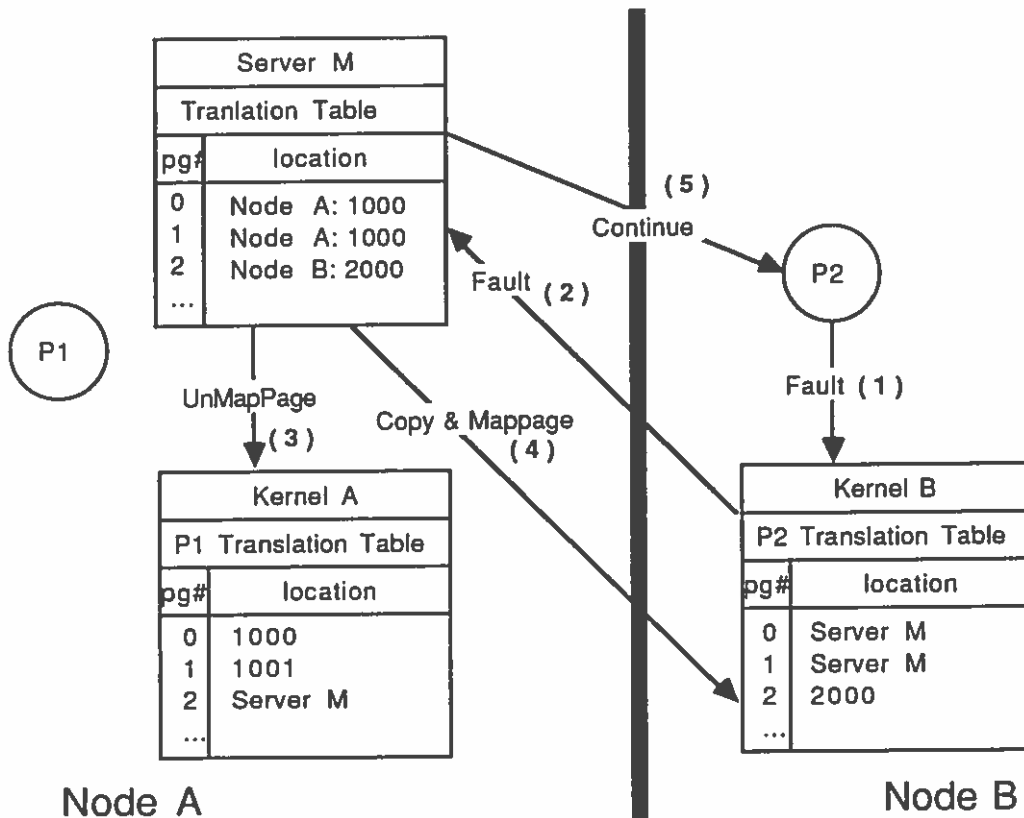 Server M
Tranlation Table
pg# location
0 Node A: 1000
1 Node A: 1000
2 Node B: 2000
...
(5)
Continue
P2
Fault (2)
P1
UnMapPage
(3)
Copy & Mappage
(4)
Fault (1)
Kernel A
P1 Translation Table
pg# location
0 1000
1 1001
2 Server M
...
Kernel B
P2 Translation Table
pg# location
0 Server M
1 Server M
2 2000
...
Node A
Node B